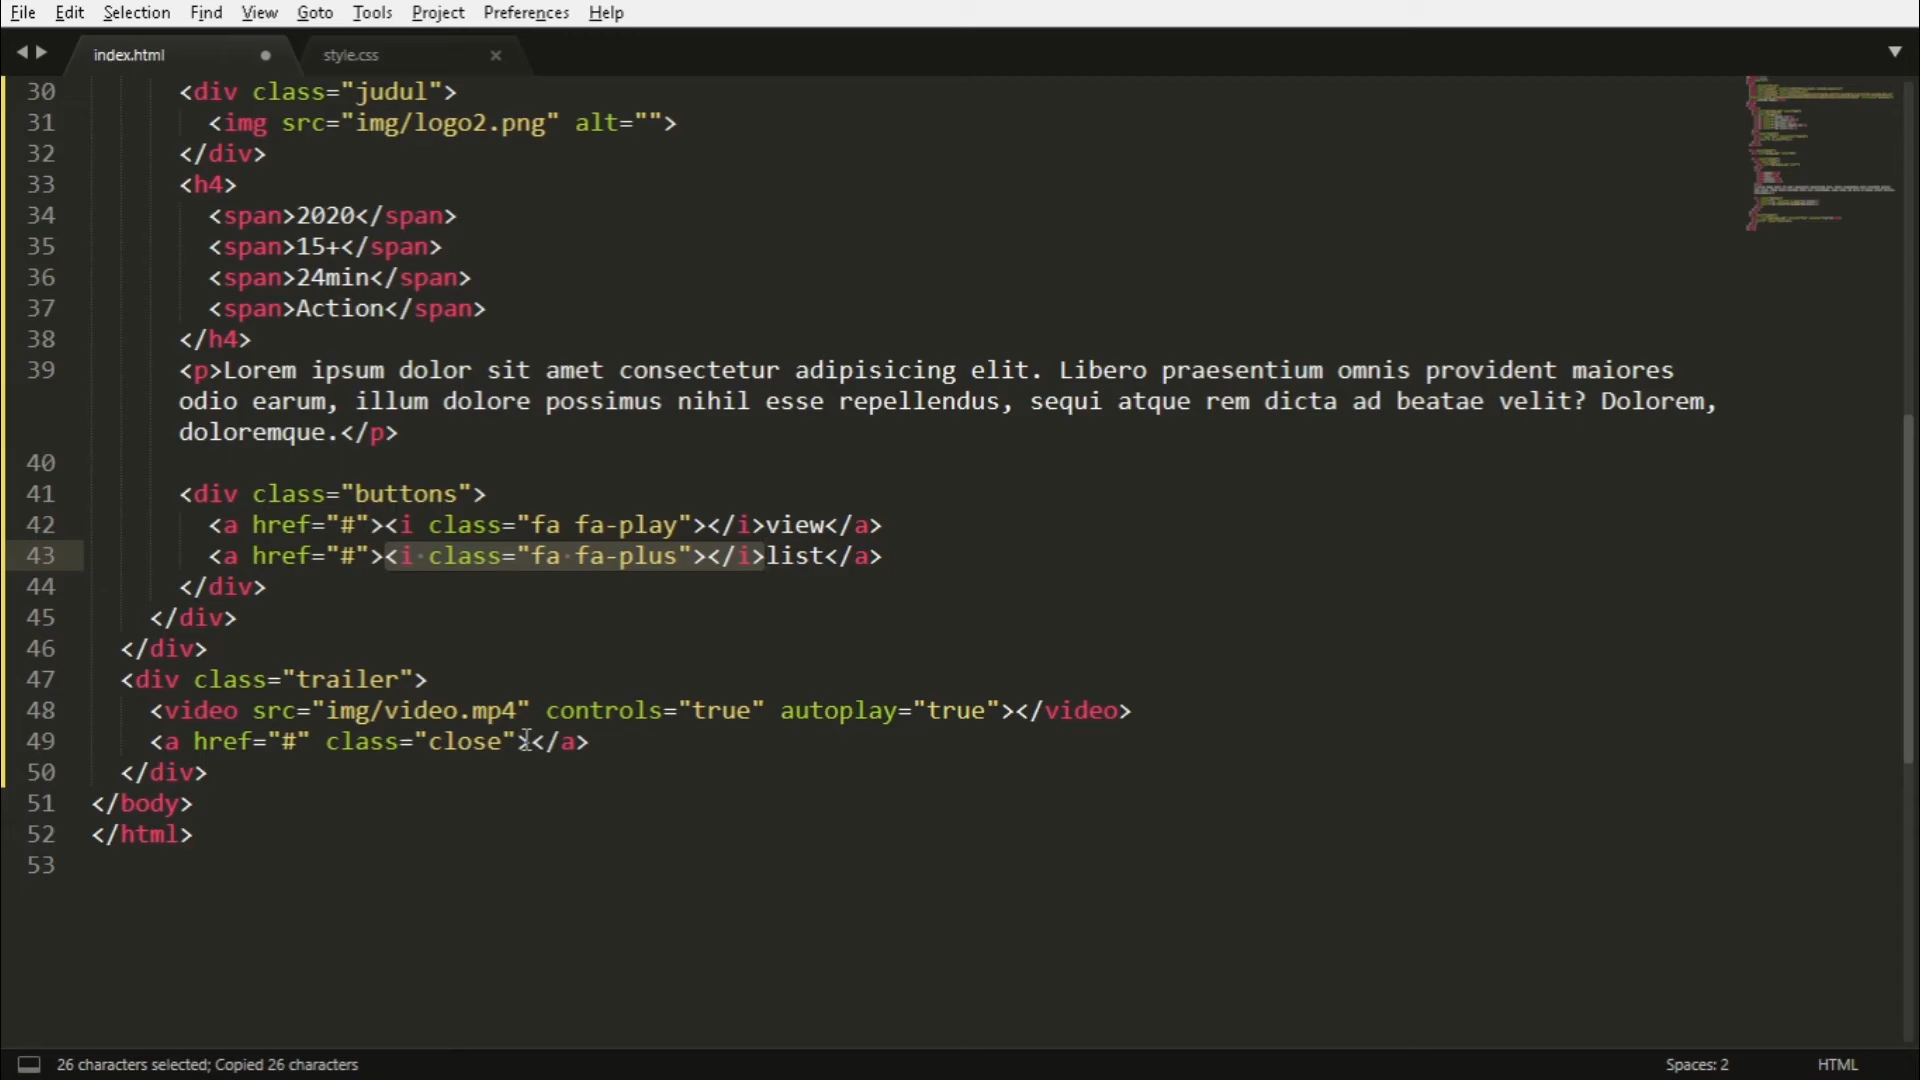 File Edit Selection Find View Goto Tools Project Preferences Help
index.html style.css
30 <div class="judul">
31 <img src="img/logo2.png" alt="">
32 </div>
33 <h4>
34 <span>2020</span>
35 <span>15+</span>
36 <span>24min</span>
37 <span>Action</span>
38 </h4>
39 <p>Lorem ipsum dolor sit amet consectetur adipisicing elit. Libero praesentium omnis provident maiores
odio earum, illum dolore possimus nihil esse repellendus, sequi atque rem dicta ad beatae velit? Dolorem,
doloremque.</p>
40
41 <div class="buttons">
42 <a href="#"><i class="fa fa-play"></i>view</a>
43 <a href="#"><i class="fa fa-plus"></i>list</a>
44 </div>
45 </div>
46 </div>
47 <div class="trailer">
48 <video src="img/video.mp4" controls="true" autoplay="true"></video>
49 <a href="#" class="close"></a>
50 </div>
51 </body>
52 </html>
53
26 characters selected; Copied 26 characters Spaces: 2 HTML